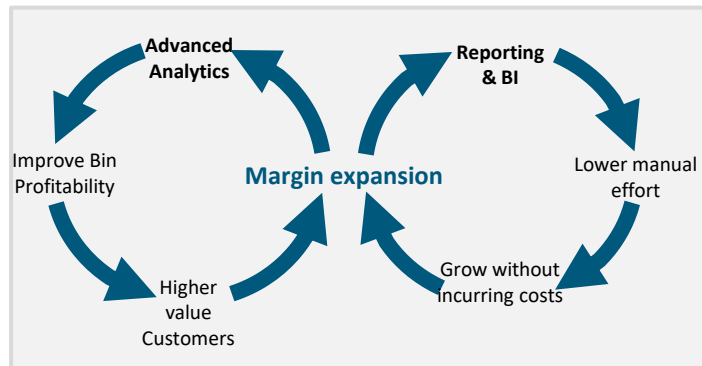 Advanced
Analytics
Reporting
& BI
Improve Bin
Profitability
Margin expansion
Lower manual
effort
Higher
value
Customers
Grow without
incurring costs